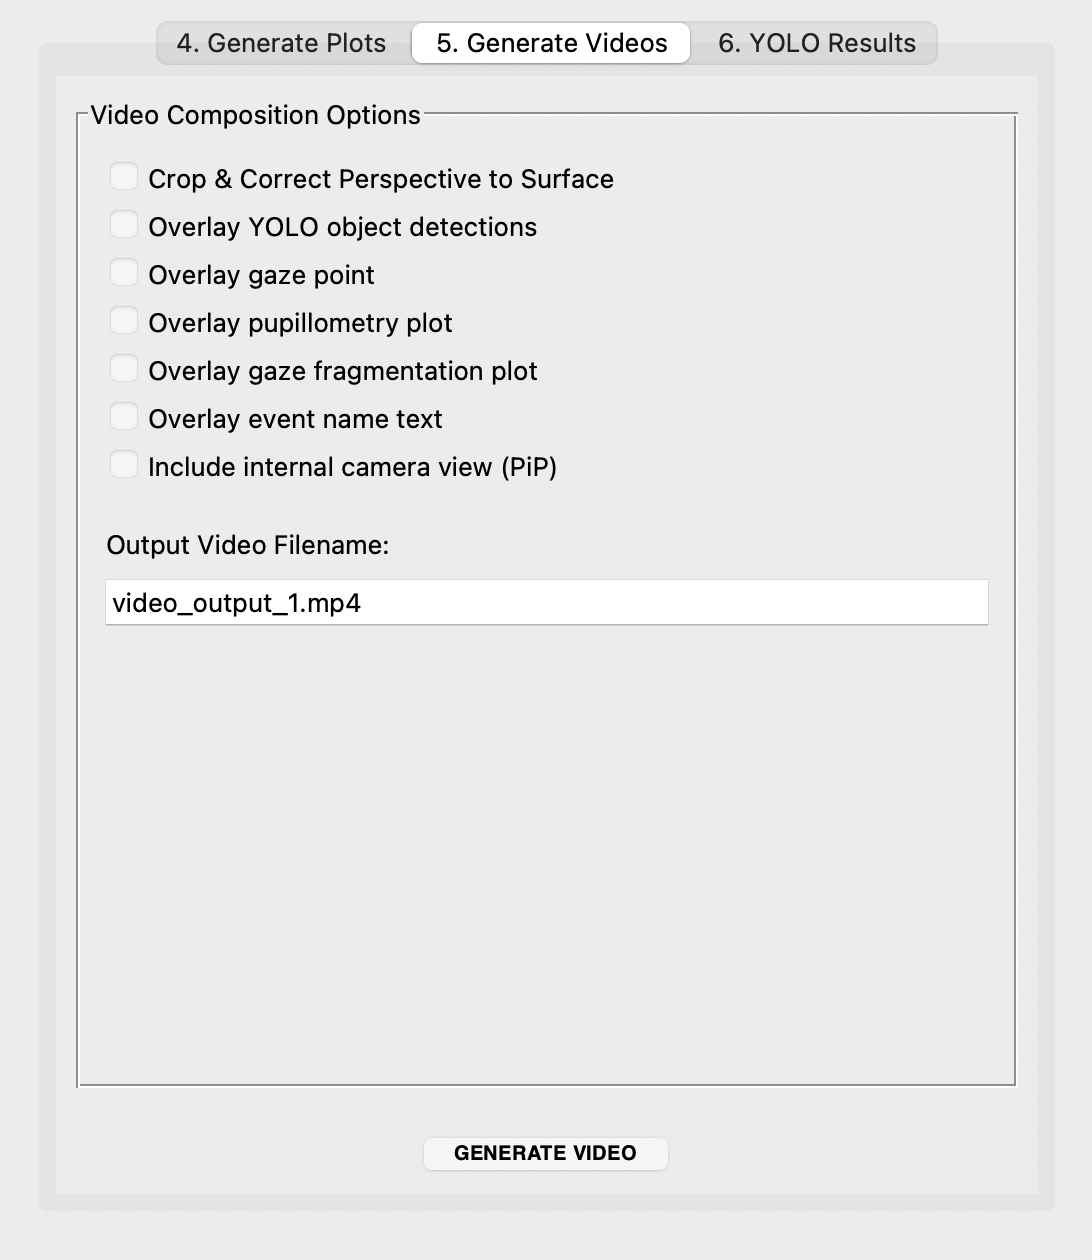 4. Generate Plots
5. Generate Videos
6. YOLO Results
Video Composition Options
Crop & Correct Perspective to Surface
Overlay YOLO object detections
Overlay gaze point
Overlay pupillometry plot
Overlay gaze fragmentation plot
Overlay event name text
Include internal camera view (PiP)
Output Video Filename:
video_output_1.mp4
GENERATE VIDEO